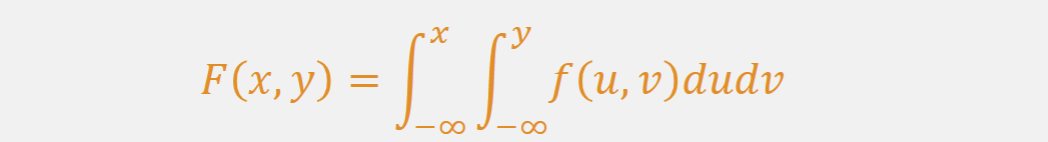 F(x, y) = ∫_{-∞}^{x} ∫_{-∞}^{y} f(u, v)dudv